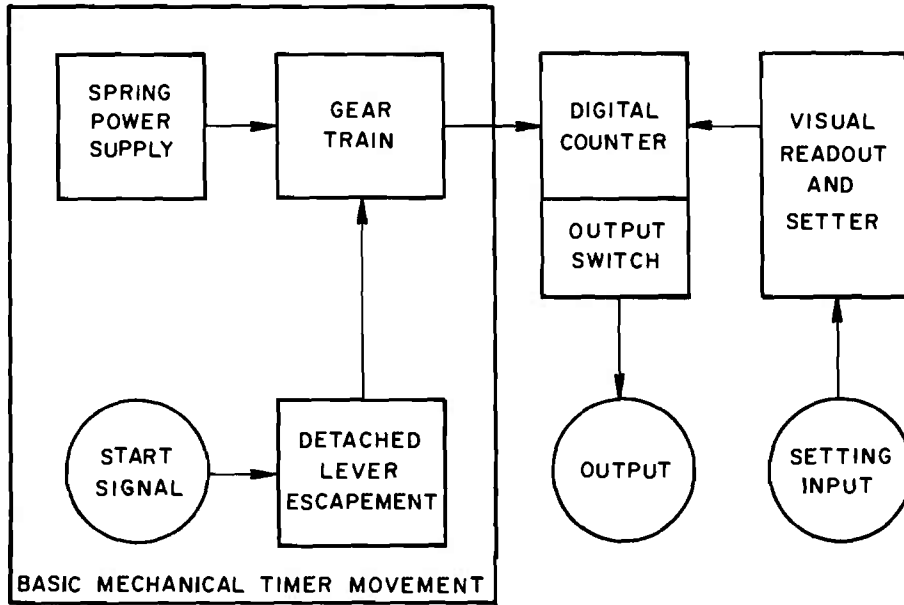 SPRING
POWER
SUPPLY
GEAR
TRAIN
DIGITAL
COUNTER
VISUAL
READOUT
AND
SETTER
OUTPUT
SWITCH
START
SIGNAL
DETACHED
LEVER
ESCAPEMENT
OUTPUT
SETTING
INPUT
BASIC MECHANICAL TIMER MOVEMENT